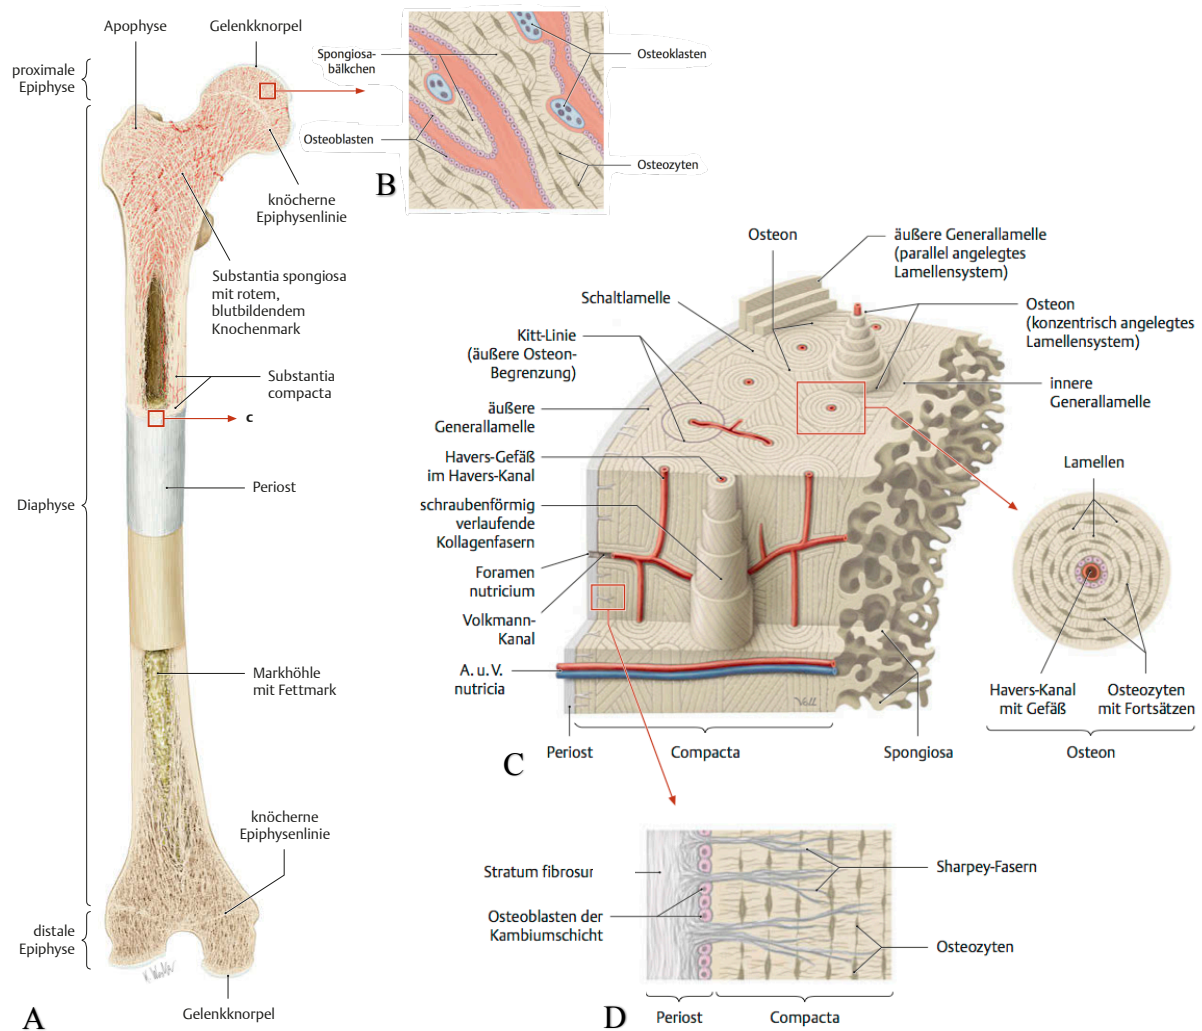 Apophyse
Gelenkknorpel
proximale
Epiphyse
knöcherne
Epiphysenlinie
Substantia spongiosa
mit rotem,
blutbildendem
Knochenmark
Substantia
compacta
c
Diaphyse
Periost
Markhöhle
mit Fettmark
knöcherne
Epiphysenlinie
distale
Epiphyse
Gelenkknorpel
A
Spongiosa-
bälkchen
Osteoklasten
Osteoblasten
Osteozyten
B
Osteon
äußere Generallamelle
(parallel angelegtes
Lamellensystem)
Schaltlamelle
Osteon
(konzentrisch angelegtes
Lamellensystem)
Kitt-Linie
(äußere Osteon-
Begrenzung)
innere
Generallamelle
äußere
Generallamelle
Havers-Gefäß
im Havers-Kanal
schraubenförmig
verlaufende
Kollagenfasern
Foramen
nutricium
Volkmann-
Kanal
A. u. V.
nutricia
Voll
Periost
Compacta
Spongiosa
C
Lamellen
Havers-Kanal
mit Gefäß
Osteozyten
mit Fortsätzen
Osteon
Stratum fibrosur
Sharpey-Fasern
Osteoblasten der
Kambiumschicht
Osteozyten
Periost
Compacta
D